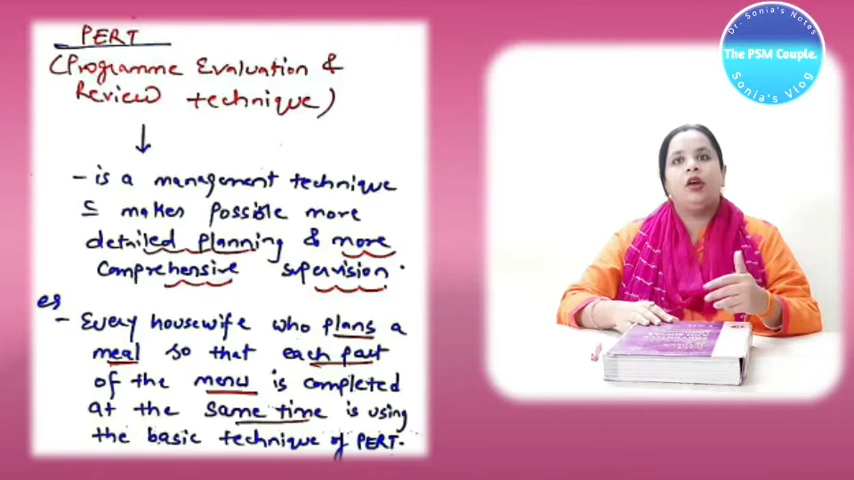 PERT
(Programme Evaluation &
Review technique)
- is a management technique
C makes possible more
detailed planning & more
comprehensive supervision.
eg
- Every housewife who plans a
meal so that each part
of the menu is completed
at the same time is using
the basic technique of PERT.
Dr. Sonia's Notes
The PSM Couple.
Sonia's Vlog